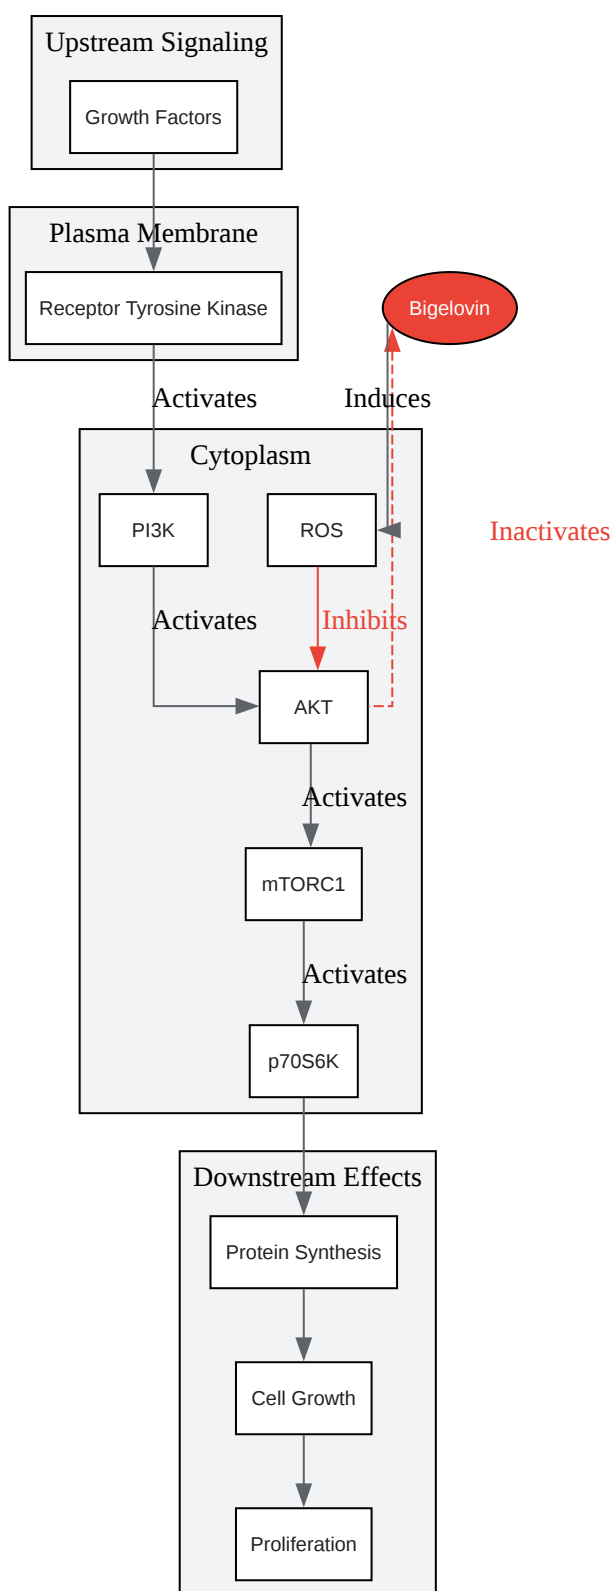 Upstream Signaling
Growth Factors
Plasma Membrane
Receptor Tyrosine Kinase
Bigelovin
Activates
Induces
Cytoplasm
PI3K
ROS
Inactivates
Activates
Inhibits
AKT
Activates
mTORC1
Activates
p70S6K
Downstream Effects
Protein Synthesis
Cell Growth
Proliferation